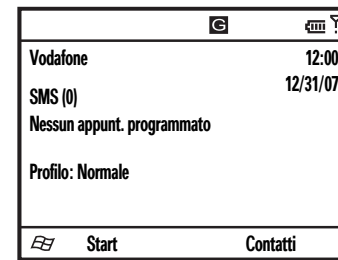 G
Vodafone 12:00
12/31/07
SMS (0)
Nessun appunt. programmato
Profilo: Normale
Start Contatti